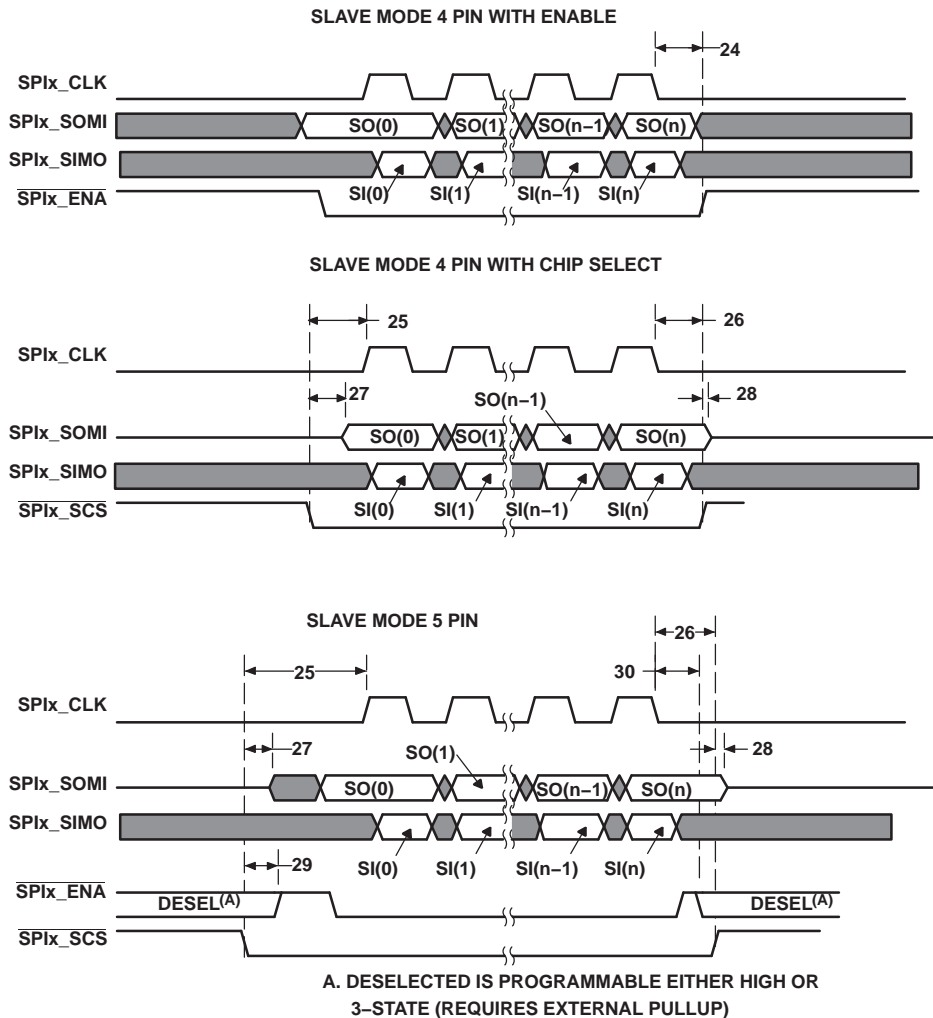 SLAVE MODE 4 PIN WITH ENABLE
24
SPIx_CLK
SPIx_SOMI
SO(0)
SO(1)
SO(n−1
SO(n)
SPIx_SIMO
SI(0)
SI(1)
SI(n−1)
SI(n)
SPIx_ENA
SLAVE MODE 4 PIN WITH CHIP SELECT
25
26
SPIx_CLK
27
SO(n−1)
28
SPIx_SOMI
SO(0)
SO(1)
SO(n)
SPIx_SIMO
SPIx_SCS
SI(0)
SI(1)
SI(n−1)
SI(n)
SLAVE MODE 5 PIN
26
25
30
SPIx_CLK
27
SO(1)
28
SPIx_SOMI
SO(0)
SO(n−1)
SO(n)
SPIx_SIMO
29
SI(0)
SI(1)
SI(n−1)
SI(n)
SPIx_ENA
DESEL(A)
DESEL(A)
SPIx_SCS
A. DESELECTED IS PROGRAMMABLE EITHER HIGH OR
3−STATE (REQUIRES EXTERNAL PULLUP)